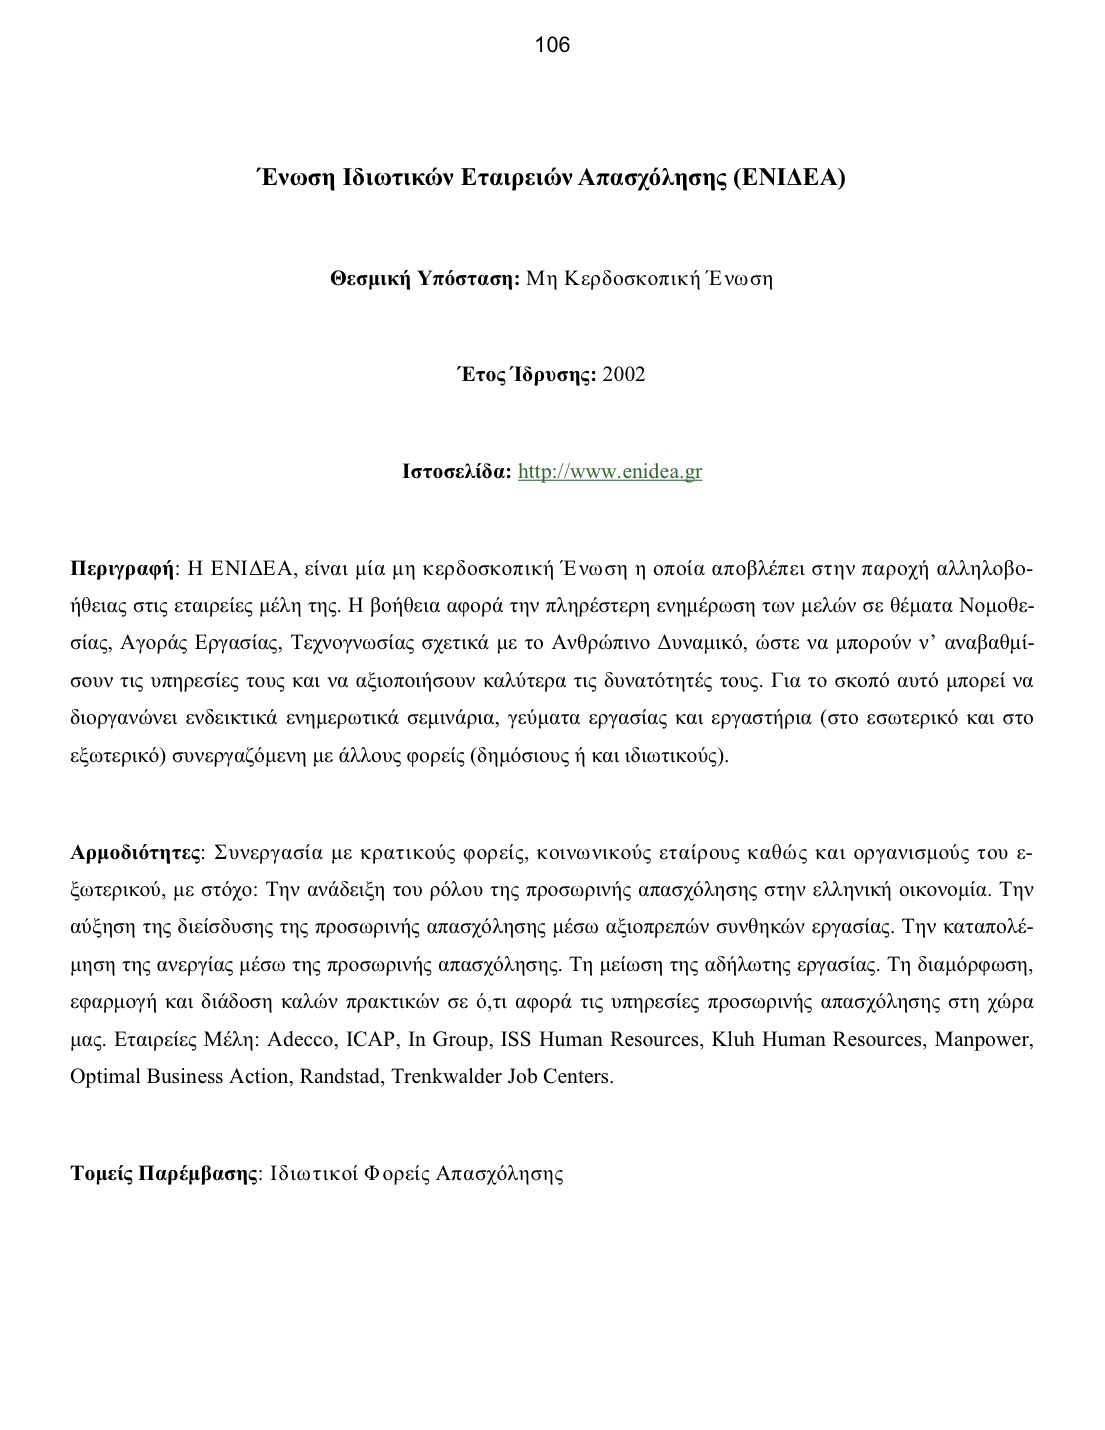 106
Ένωση Ιδιωτικών Εταιρειών Απασχόλησης (ΕΝΙΔΕΑ)
Θεσμική Υπόσταση: Μη Κερδοσκοπική Ένωση
Έτος Ίδρυσης: 2002
Ιστοσελίδα: http://www.enidea.gr
Περιγραφή: Η ΕΝΙΔΕΑ, είναι μία μη κερδοσκοπική Ένωση η οποία αποβλέπει στην παροχή αλληλοβο-
ήθειας στις εταιρείες μέλη της. Η βοήθεια αφορά την πληρέστερη ενημέρωση των μελών σε θέματα Νομοθε-
σίας, Αγοράς Εργασίας, Τεχνογνωσίας σχετικά με το Ανθρώπινο Δυναμικό, ώστε να μπορούν ν’ αναβαθμί-
σουν τις υπηρεσίες τους και να αξιοποιήσουν καλύτερα τις δυνατότητές τους. Για το σκοπό αυτό μπορεί να
διοργανώνει ενδεικτικά ενημερωτικά σεμινάρια, γεύματα εργασίας και εργαστήρια (στο εσωτερικό και στο
εξωτερικό) συνεργαζόμενη με άλλους φορείς (δημόσιους ή και ιδιωτικούς).
Αρμοδιότητες: Συνεργασία με κρατικούς φορείς, κοινωνικούς εταίρους καθώς και οργανισμούς του ε-
ξωτερικού, με στόχο: Την ανάδειξη του ρόλου της προσωρινής απασχόλησης στην ελληνική οικονομία. Την
αύξηση της διείσδυσης της προσωρινής απασχόλησης μέσω αξιοπρεπών συνθηκών εργασίας. Την καταπολέ-
μηση της ανεργίας μέσω της προσωρινής απασχόλησης. Τη μείωση της αδήλωτης εργασίας. Τη διαμόρφωση,
εφαρμογή και διάδοση καλών πρακτικών σε ό,τι αφορά τις υπηρεσίες προσωρινής απασχόλησης στη χώρα
μας. Εταιρείες Μέλη: Adecco, ICAP, In Group, ISS Human Resources, Kluh Human Resources, Manpower,
Optimal Business Action, Randstad, Trenkwalder Job Centers.
Τομείς Παρέμβασης: Ιδιωτικοί Φορείς Απασχόλησης